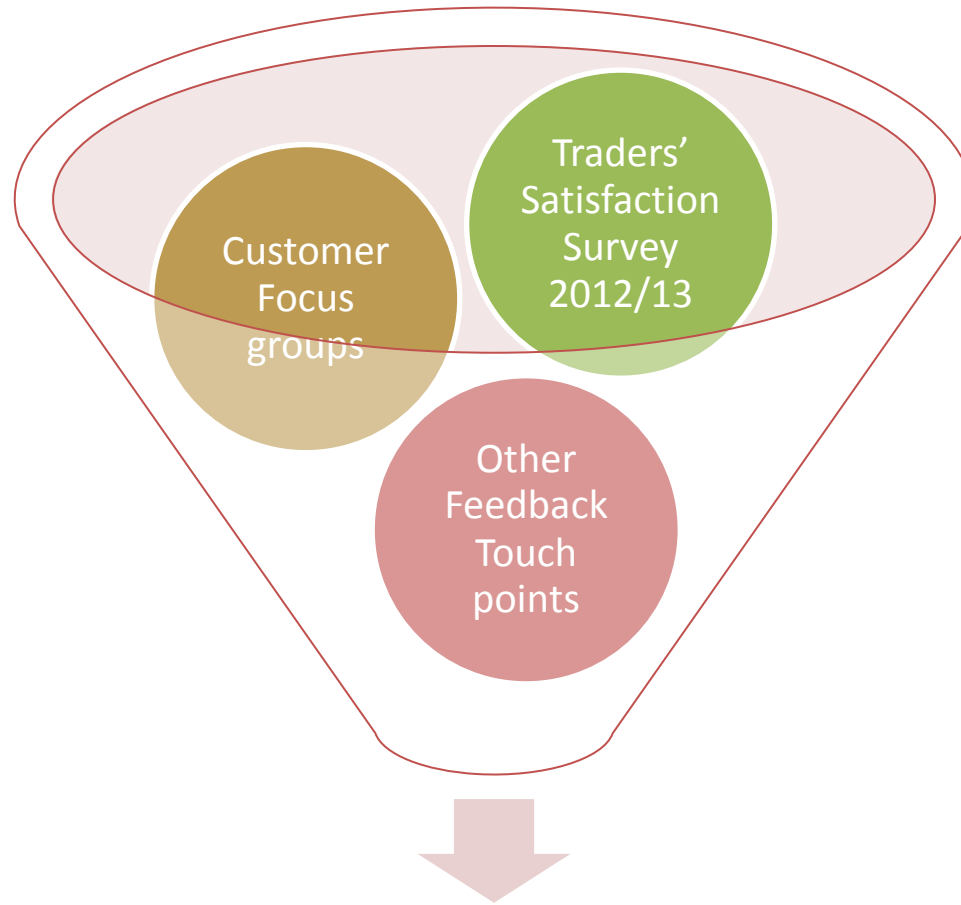 Traders’
Satisfaction
Survey
2012/13
Customer
Focus
groups
Other
Feedback
Touch
points